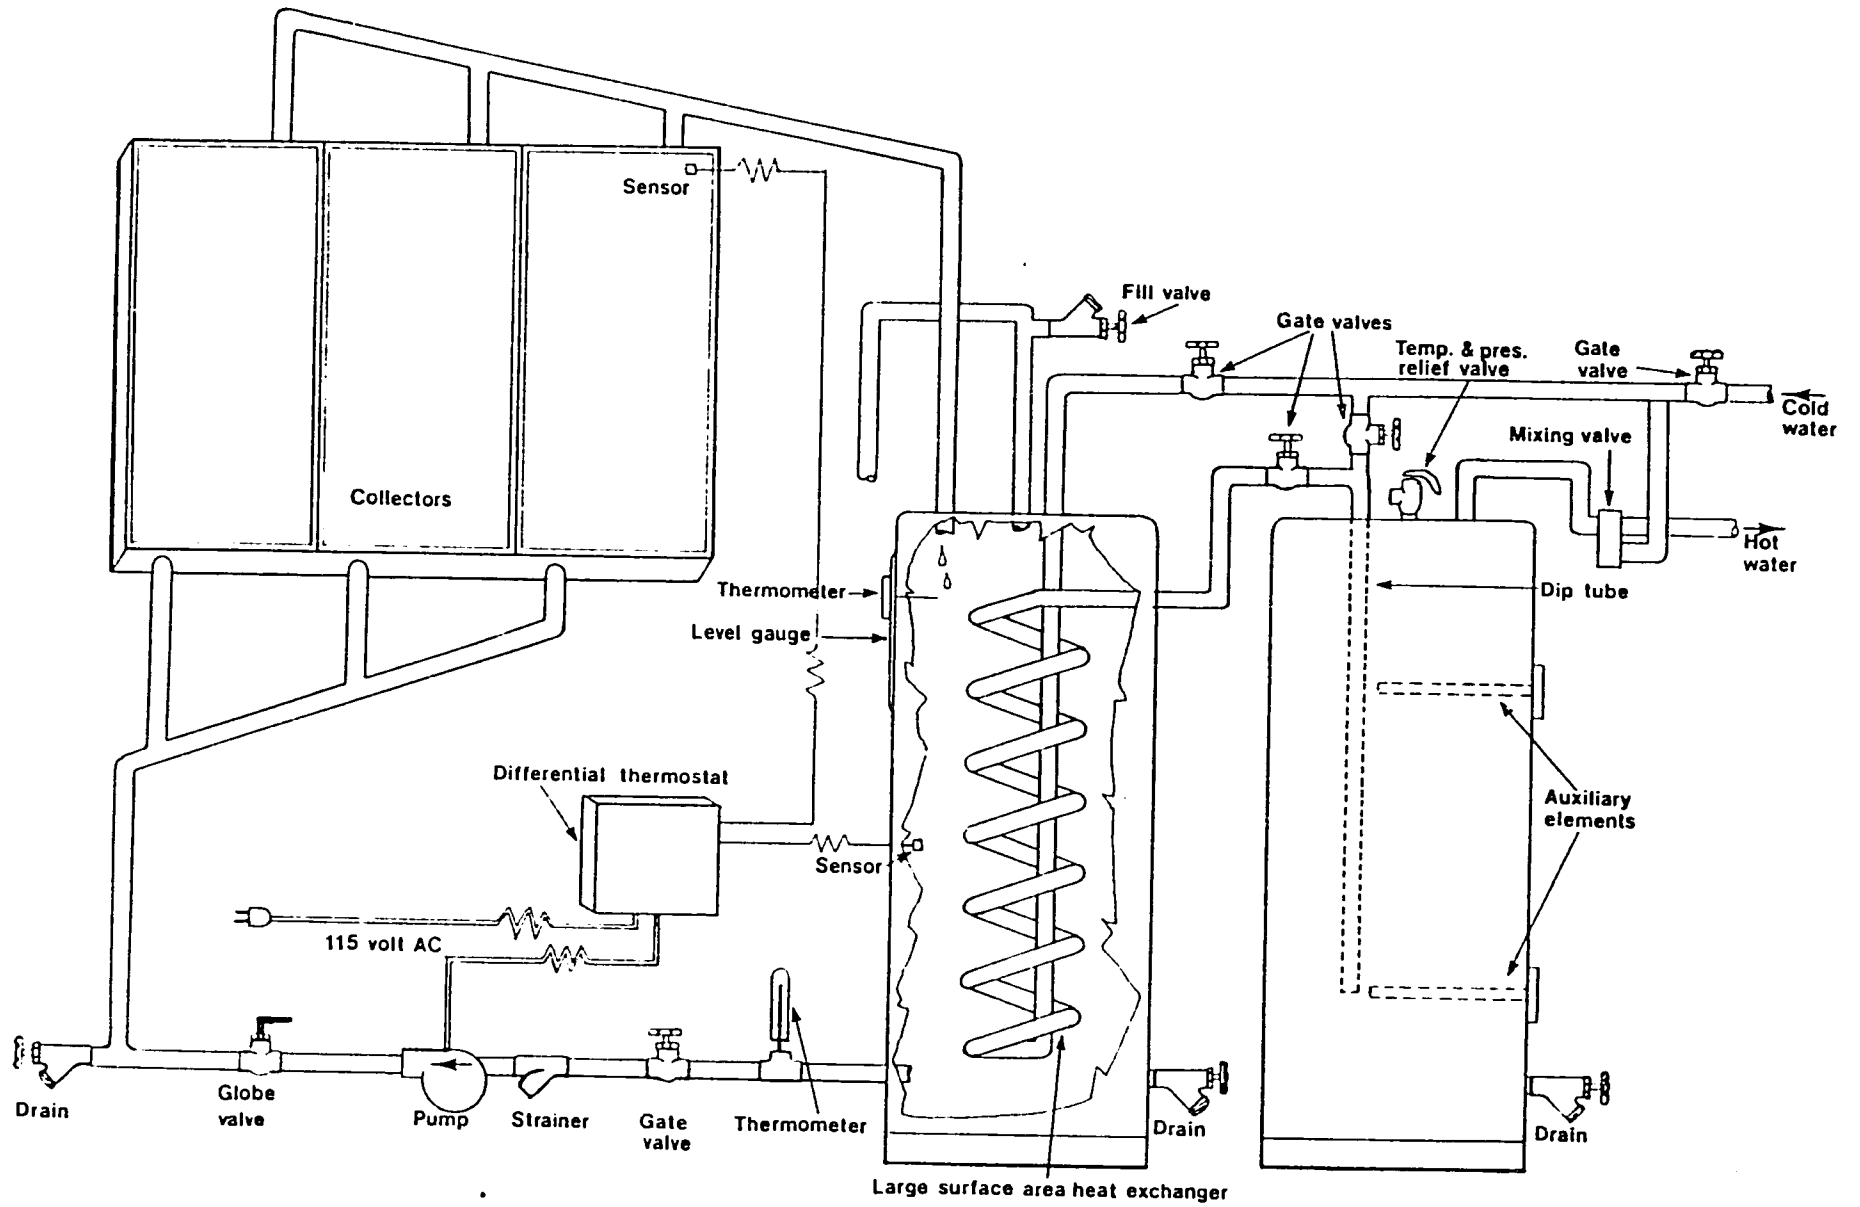 Sensor
Collectors
Fill valve
Gate valves
Temp. & pres.
relief valve
Gate
valve
Cold
water
Mixing valve
Hot
water
Thermometer
Level gauge
Dip tube
Differential thermostat
Auxiliary
elements
Sensor
115 volt AC
Drain
Globe
valve
Pump
Strainer
Gate
valve
Thermometer
Drain
Drain
Large surface area heat exchanger